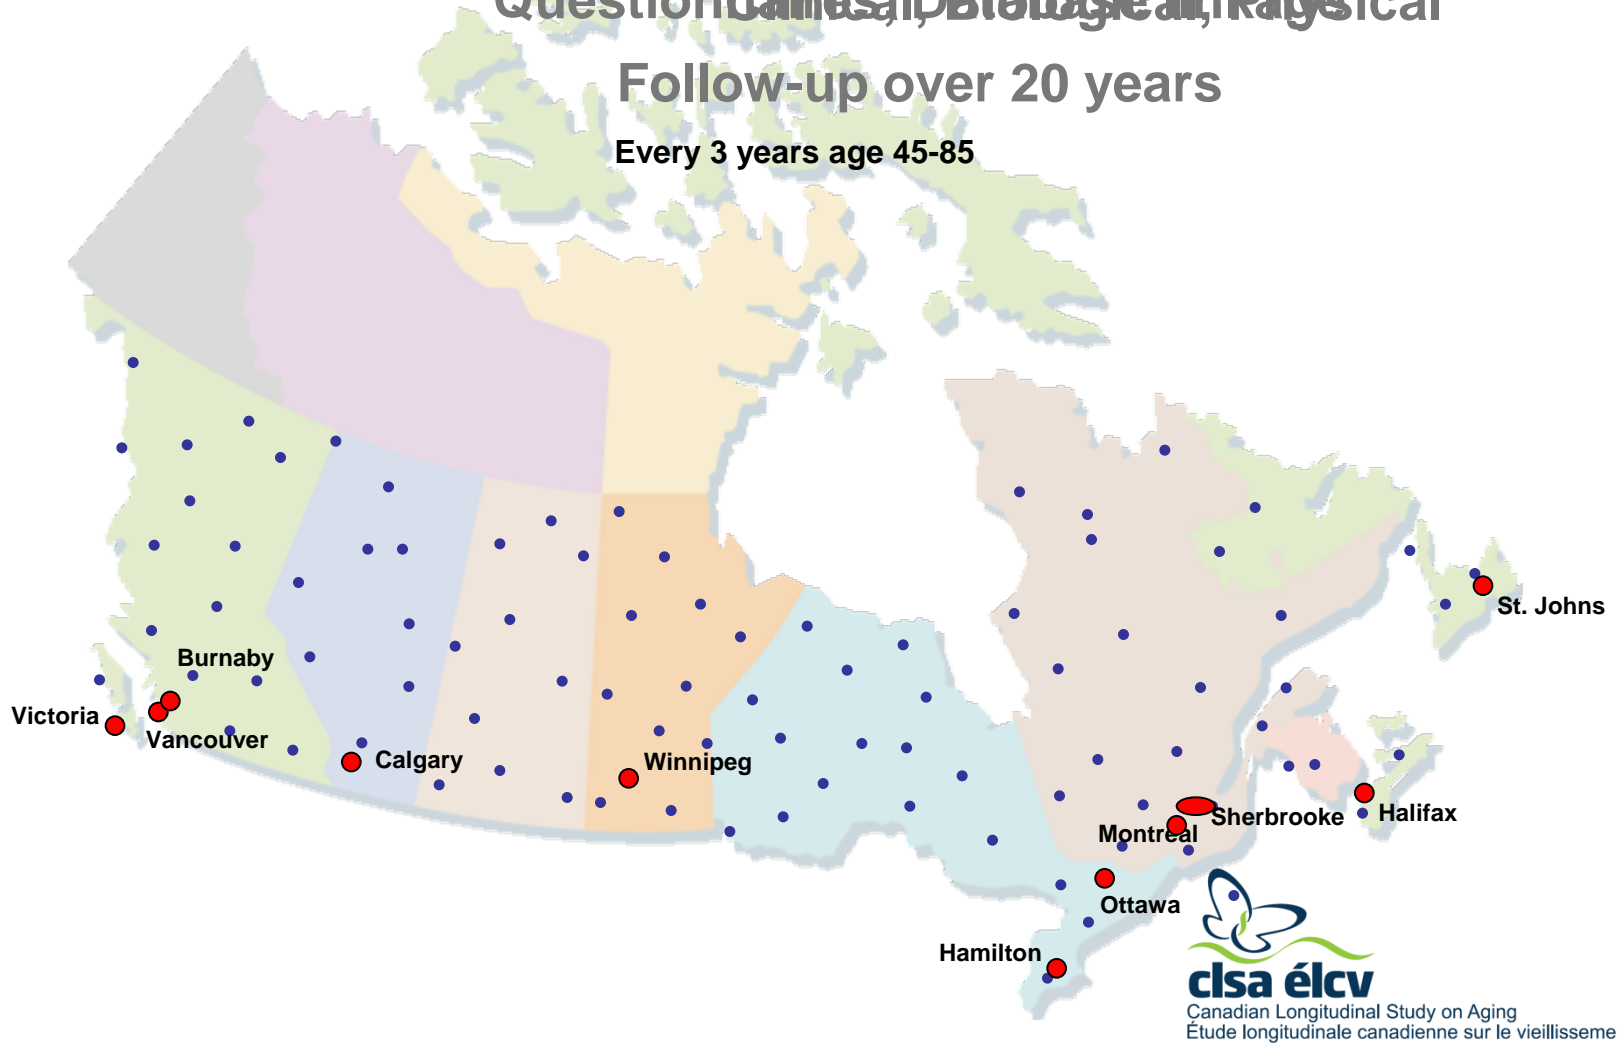 Follow-up over 20 years
Every 3 years age 45-85
St. Johns
Burnaby
Victoria
Vancouver
Calgary
Winnipeg
Sherbrooke
Halifax
Montreal
Ottawa
Hamilton
clsa élcv
Canadian Longitudinal Study on Aging
Étude longitudinale canadienne sur le vieillisseme